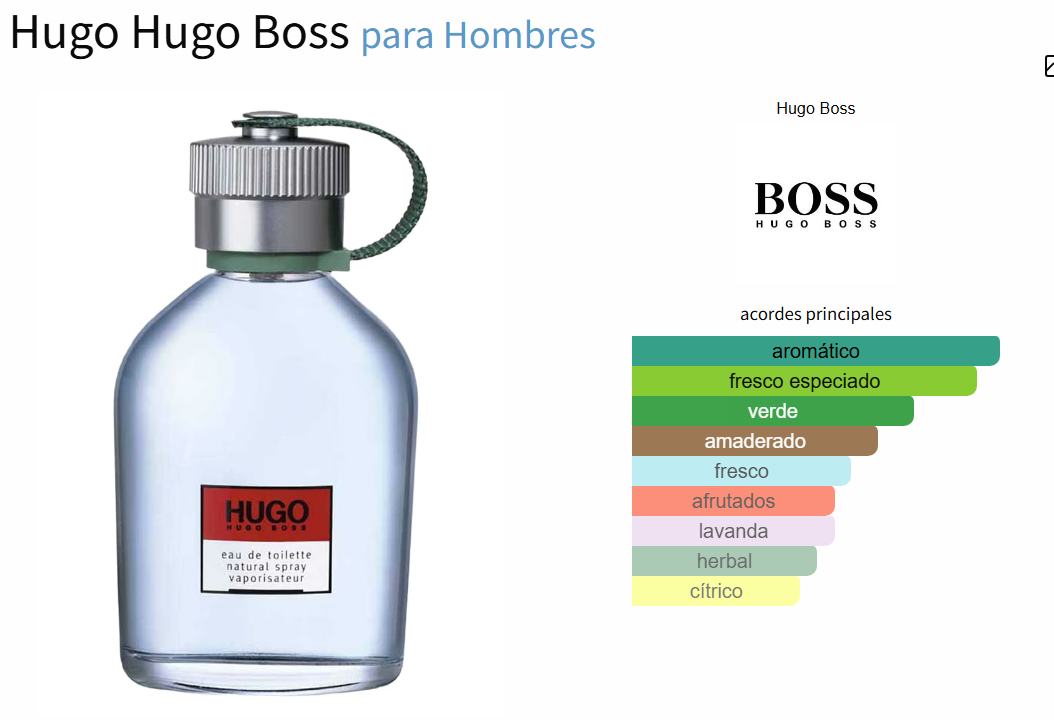 Hugo Hugo Boss para Hombres
Hugo Boss
BOSS
HUGO BOSS
acordes principales
aromático
fresco especiado
verde
amaderado
fresco
afrutados
lavanda
herbal
cítrico
HUGO
HUGO BOSS
eau de toilette
natural spray
vaporisateur